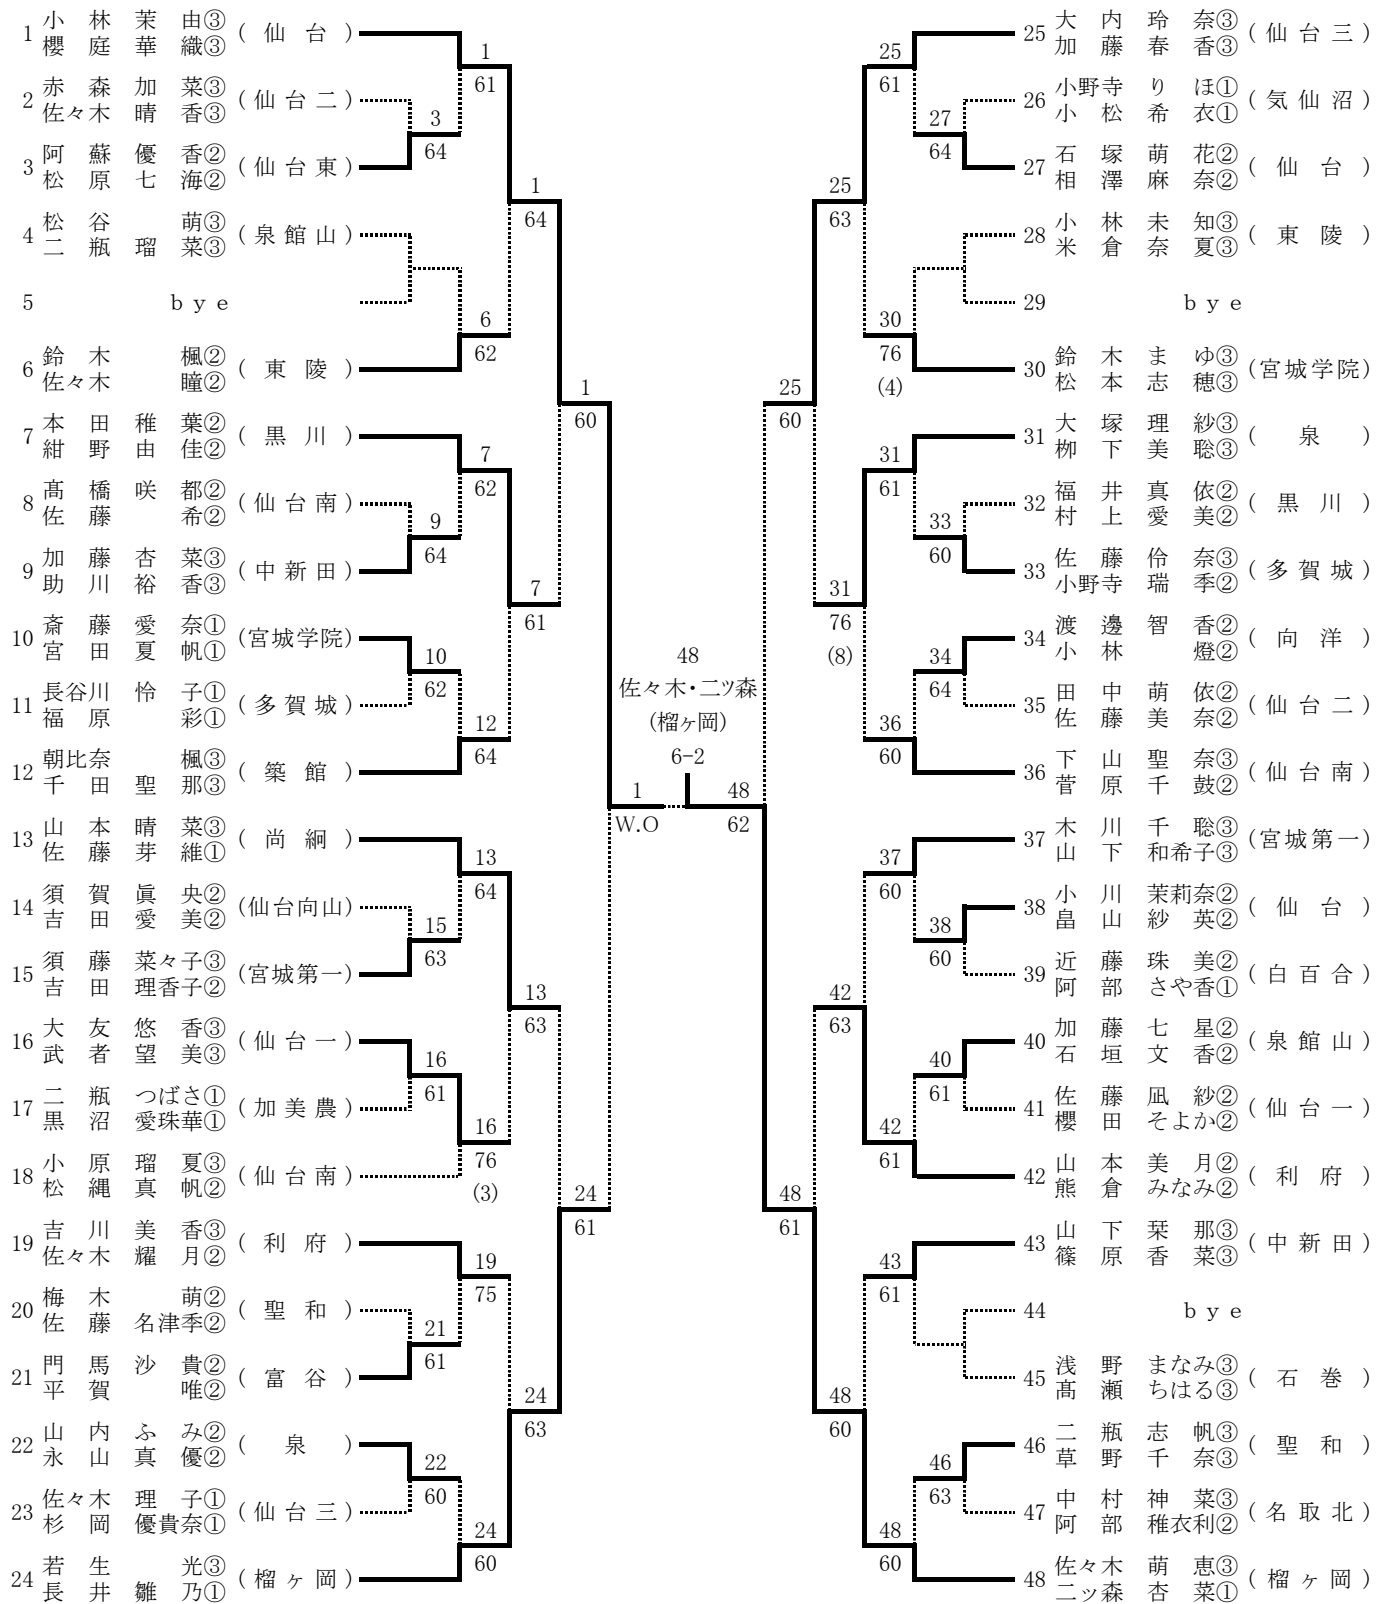 1 小林茉由③ (仙台)
櫻庭華織③
2 赤森加菜③ (仙台二)
佐々木晴香③
3 阿蘇優香② (仙台東)
松原七海②
4 松谷萌③ (泉館山)
二瓶瑠菜③
5 bye
6 鈴木楓② (東陵)
佐々木瞳②
7 本田稚葉② (黒川)
紺野由佳②
8 髙橋咲都② (仙台南)
佐藤希②
9 加藤杏菜③ (中新田)
助川裕香③
10 斎藤愛奈① (宮城学院)
宮田夏帆①
11 長谷川怜子① (多賀城)
福原彩①
12 朝比奈楓③ (築館)
千田聖那③
13 山本晴菜③ (尚絅)
佐藤芽維①
14 須賀眞央② (仙台向山)
吉田愛美②
15 須藤菜々子③ (宮城第一)
吉田理香子②
16 大友悠香③ (仙台一)
武者望美③
17 二瓶つばさ① (加美農)
黒沼愛珠華①
18 小原瑠夏③ (仙台南)
松縄真帆②
19 吉川美香③ (利府)
佐々木耀月②
20 梅木萌② (聖和)
佐藤名津季②
21 門馬沙貴② (富谷)
平賀唯②
22 山内ふみ② (泉)
永山真優②
23 佐々木理子① (仙台三)
杉岡優貴奈①
24 若生光③ (榴ヶ岡)
長井雛乃①
3
64
9
64
10
62
15
63
16
61
21
61
22
60
1
61
6
62
7
62
12
64
13
64
16
76
(3)
19
75
24
60
1
64
7
61
13
63
24
63
1
60
24
61
1
W.O
48
佐々木・二ツ森
(榴ヶ岡)
6-2
48
62
25
60
48
61
25
63
31
76
(8)
42
63
48
60
25
61
30
76
(4)
31
61
36
60
37
60
42
61
43
61
48
60
27
64
33
60
34
64
38
60
40
61
46
63
25 大内玲奈③ (仙台三)
加藤春香③
26 小野寺りほ① (気仙沼)
小松希衣①
27 石塚萌花② (仙台)
相澤麻奈②
28 小林未知③ (東陵)
米倉奈夏③
29 bye
30 鈴木まゆ③ (宮城学院)
松本志穂③
31 大塚理紗③ (泉)
栁下美聡③
32 福井真依② (黒川)
村上愛美②
33 佐藤伶奈③ (多賀城)
小野寺瑞季②
34 渡邊智香② (向洋)
小林燈②
35 田中萌依② (仙台二)
佐藤美奈②
36 下山聖奈③ (仙台南)
菅原千鼓②
37 木川千聡③ (宮城第一)
山下和希子③
38 小川茉莉奈② (仙台)
畠山紗英②
39 近藤珠美② (白百合)
阿部さや香①
40 加藤七星② (泉館山)
石垣文香②
41 佐藤凪紗② (仙台一)
櫻田そよか②
42 山本美月② (利府)
熊倉みなみ②
43 山下栞那③ (中新田)
篠原香菜③
44 bye
45 浅野まなみ③ (石巻)
髙瀬ちはる③
46 二瓶志帆③ (聖和)
草野千奈③
47 中村神菜③ (名取北)
阿部稚衣利②
48 佐々木萌恵③ (榴ヶ岡)
二ッ森杏菜①